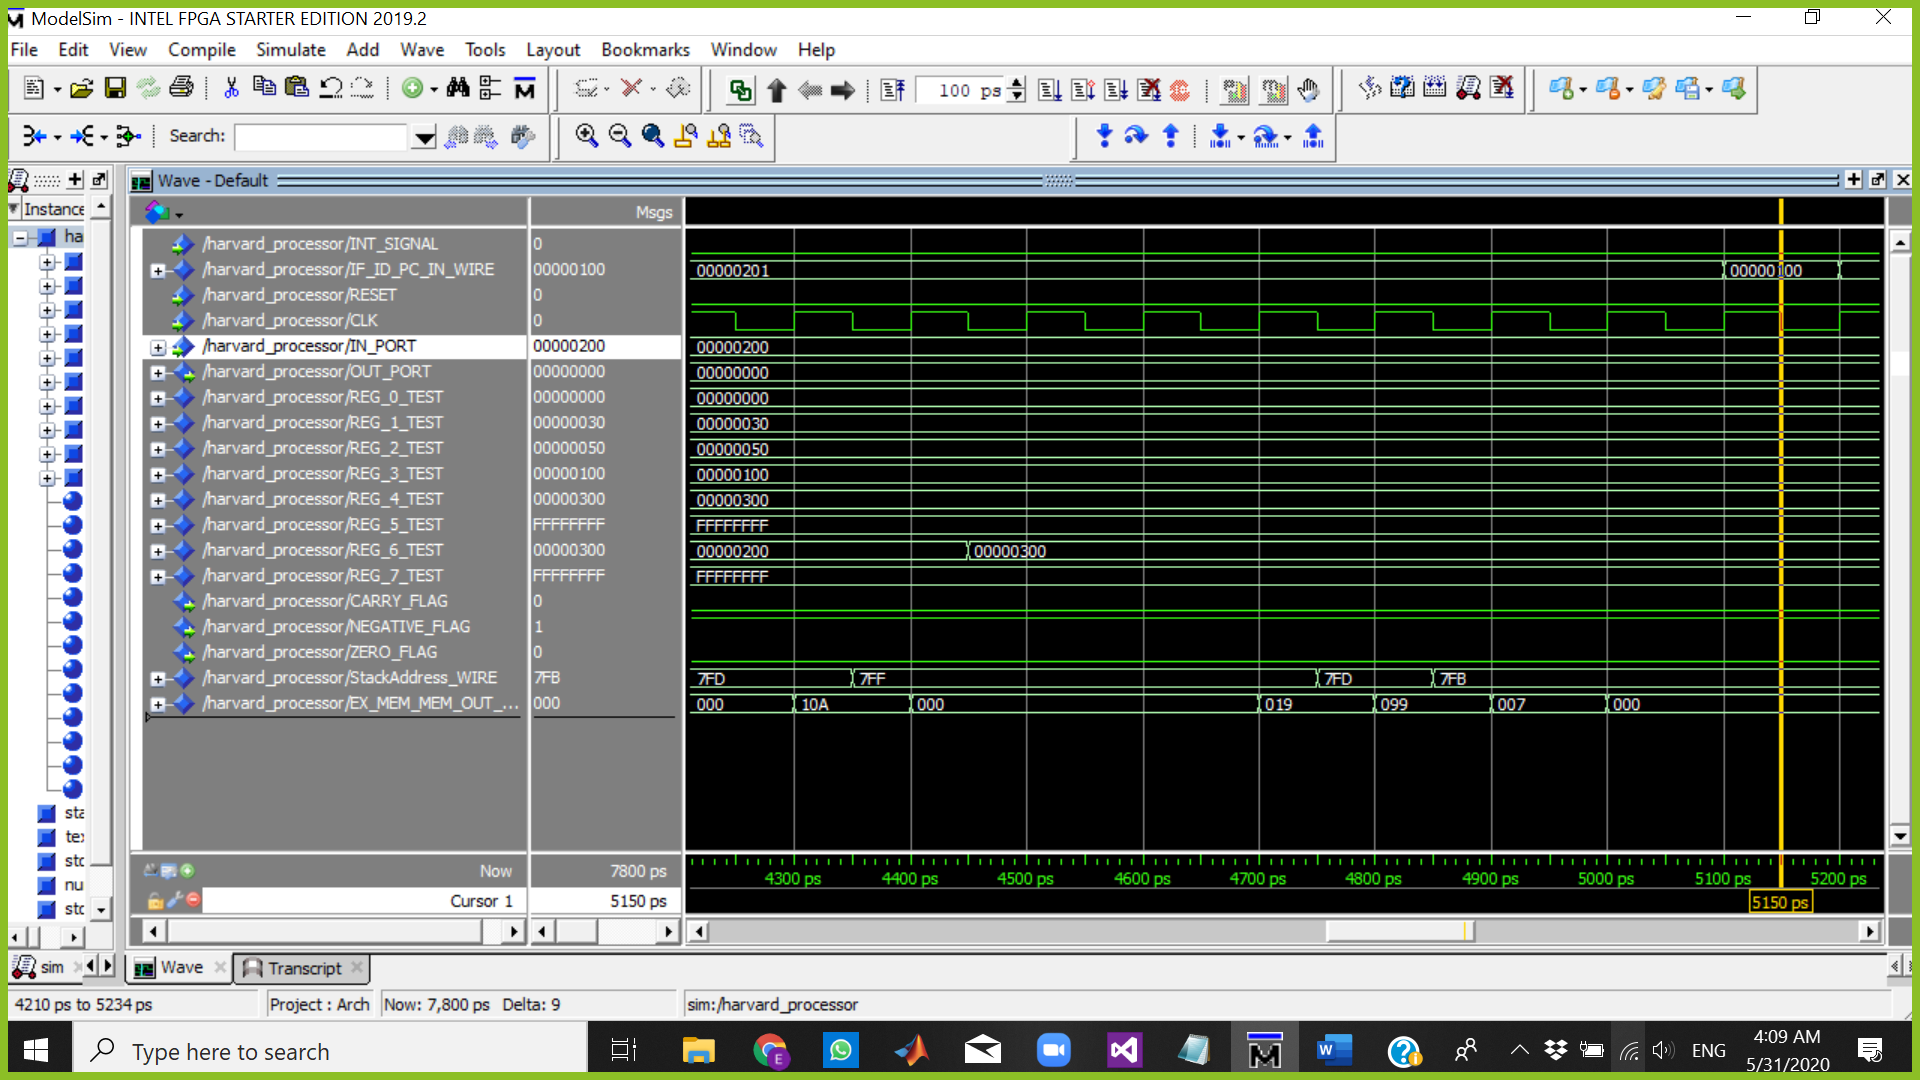 ModelSim - INTEL FPGA STARTER EDITION 2019.2
File Edit View Compile Simulate Add Wave Tools Layout Bookmarks Window Help
100 ps
Search:
Wave - Default
Instance
Msgs
ha
/harvard_processor/INT_SIGNAL 0
/harvard_processor/IF_ID_PC_IN_WIRE 00000100 00000201 00000100
/harvard_processor/RESET 0
/harvard_processor/CLK 0
/harvard_processor/IN_PORT 00000200 00000200
/harvard_processor/OUT_PORT 00000000 00000000
/harvard_processor/REG_0_TEST 00000000 00000000
/harvard_processor/REG_1_TEST 00000030 00000030
/harvard_processor/REG_2_TEST 00000050 00000050
/harvard_processor/REG_3_TEST 00000100 00000100
/harvard_processor/REG_4_TEST 00000300 00000300
/harvard_processor/REG_5_TEST FFFFFFFF FFFFFFFF
/harvard_processor/REG_6_TEST 00000300 00000200 00000300
/harvard_processor/REG_7_TEST FFFFFFFF FFFFFFFF
/harvard_processor/CARRY_FLAG 0
/harvard_processor/NEGATIVE_FLAG 1
/harvard_processor/ZERO_FLAG 0
/harvard_processor/StackAddress_WIRE 7FB 7FD 7FF 7FD 7FB
/harvard_processor/EX_MEM_MEM_OUT_... 000 000 10A 000 019 099 007 000
sta
tex
std
nu
std
Now 7800 ps 4300 ps 4400 ps 4500 ps 4600 ps 4700 ps 4800 ps 4900 ps 5000 ps 5100 ps 5200 ps
Cursor 1 5150 ps 5150 ps
sim Wave Transcript
4210 ps to 5234 ps Project : Arch Now: 7,800 ps Delta: 9 sim:/harvard_processor
Type here to search
E
W
ENG
4:09 AM
5/31/2020